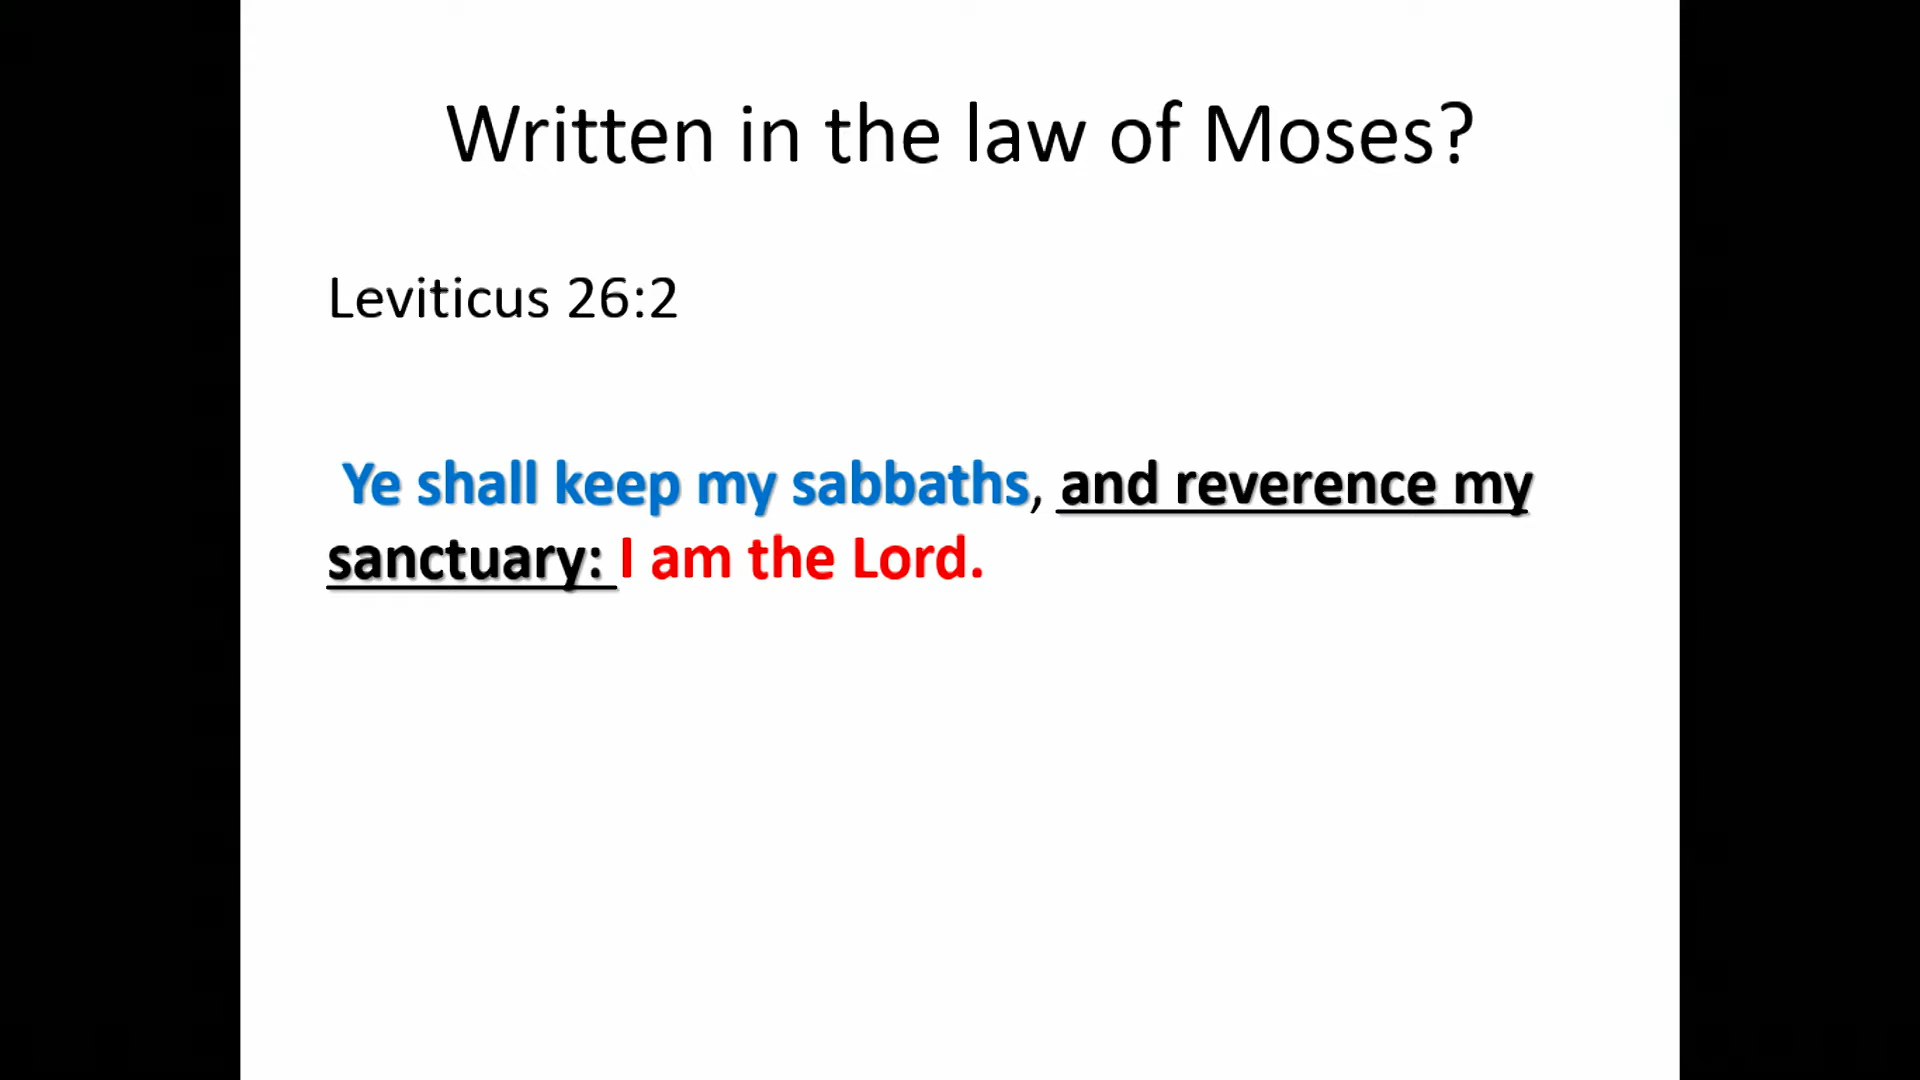 Written in the law of Moses?
Leviticus 26:2
Ye shall keep my sabbaths, and reverence my
sanctuary: I am the Lord.